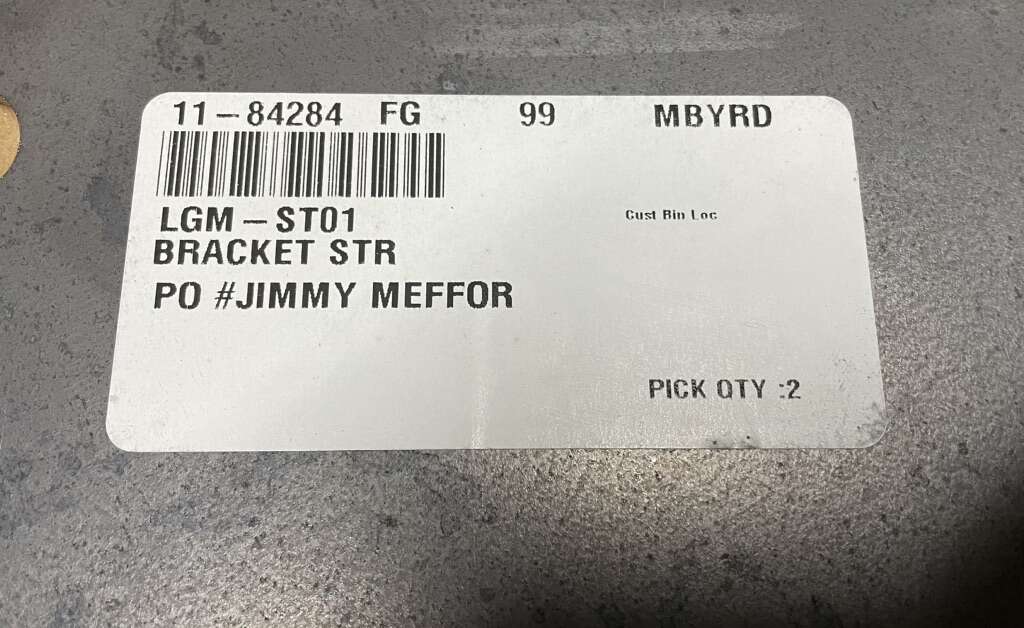 11-84284 FG 99 MBYRD
LGM-ST01
Cust Bin Loc
BRACKET STR
PO #JIMMY MEFFOR
PICK QTY :2